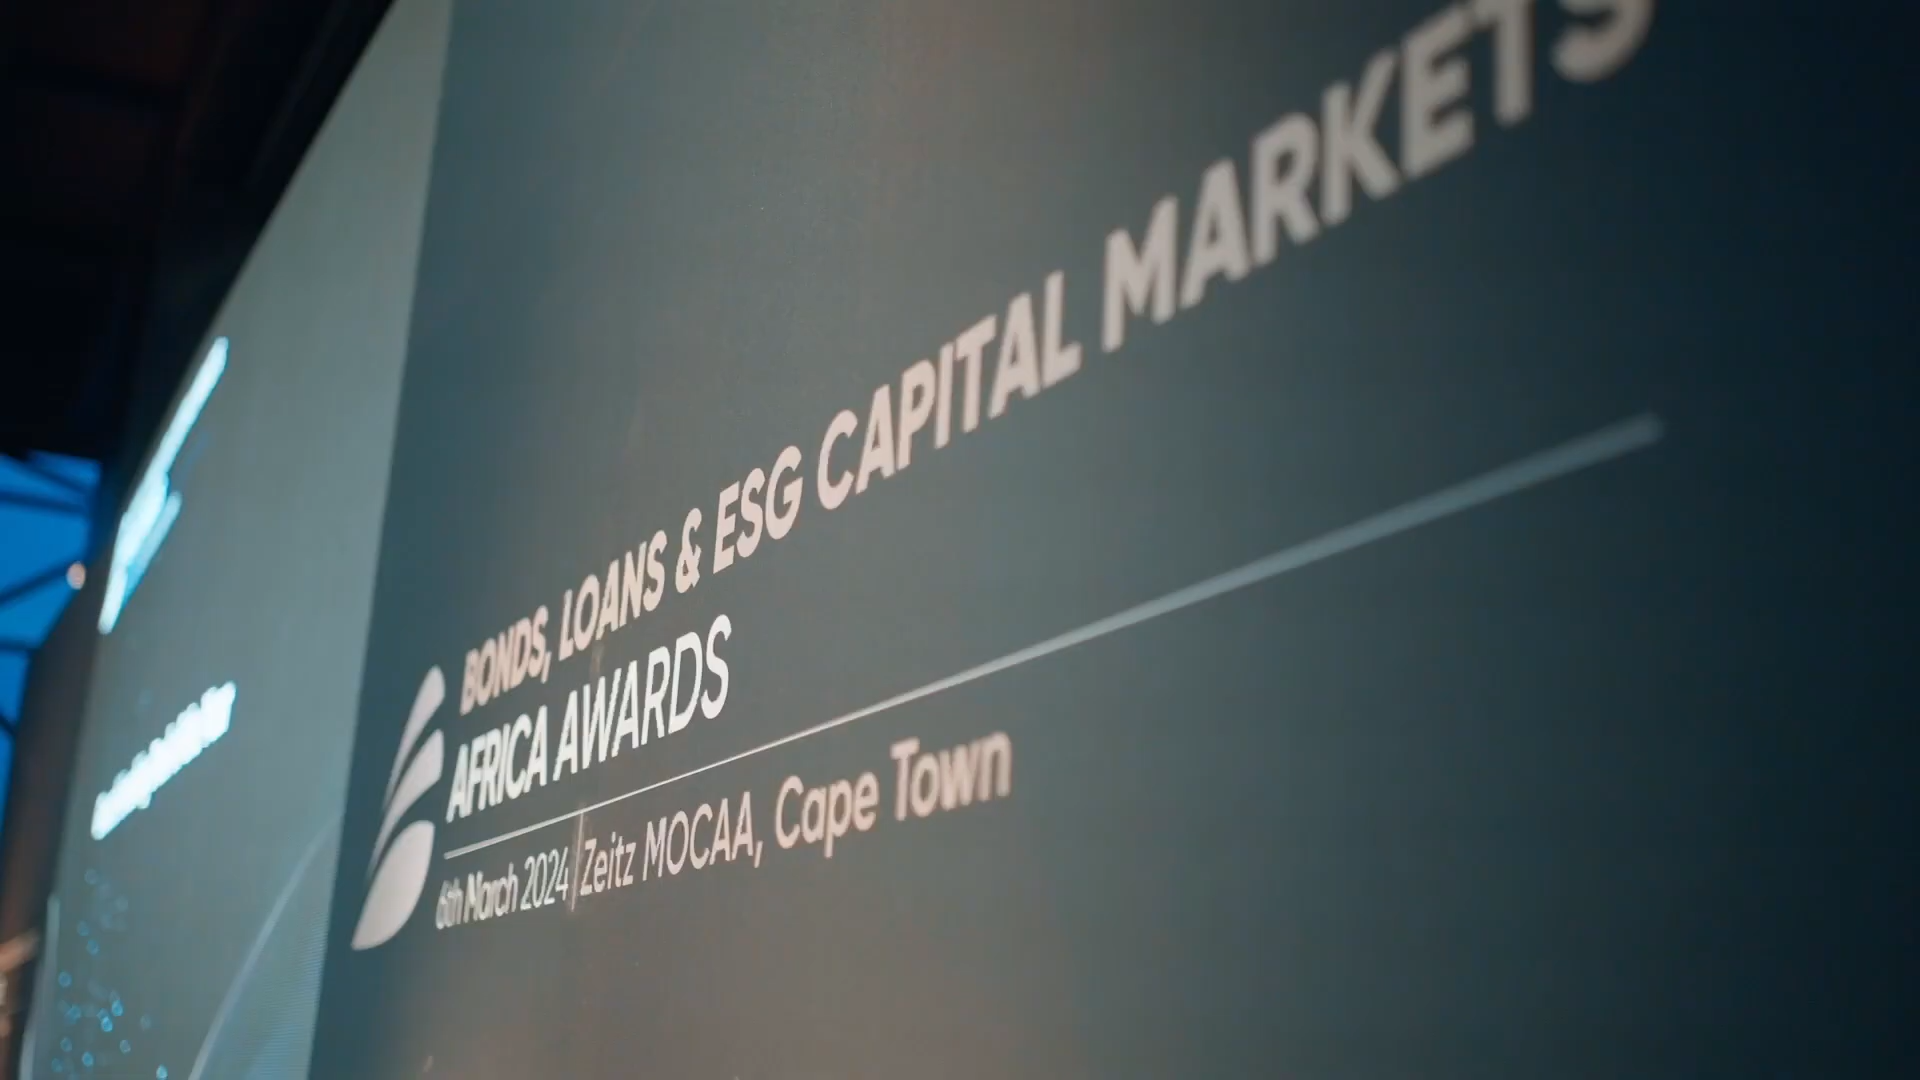 BONDS, LOANS & ESG CAPITAL MARKETS
AFRICA AWARDS
6th March 2024 | Zeitz MOCAA, Cape Town